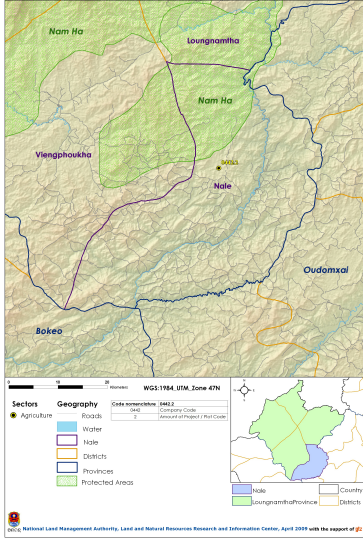 Nam Ha
Loungnamtha
Nam Ha
Viengphoukha
Nale
Oudomxai
Bokeo
0 10 20
Kilometers
WGS:1984_UTM_Zone 47N
Sectors
Agriculture
Geography
Roads
Water
Nale
Districts
Provinces
Protected Areas
Code nomenclature 0442.2
0442 Company Code
2 Amount of Project / Plot Code
Nale
LoungnamthaProvince
Country
Districts
National Land Management Authority, Land and Natural Resources Research and Information Center, April 2009 with the support of